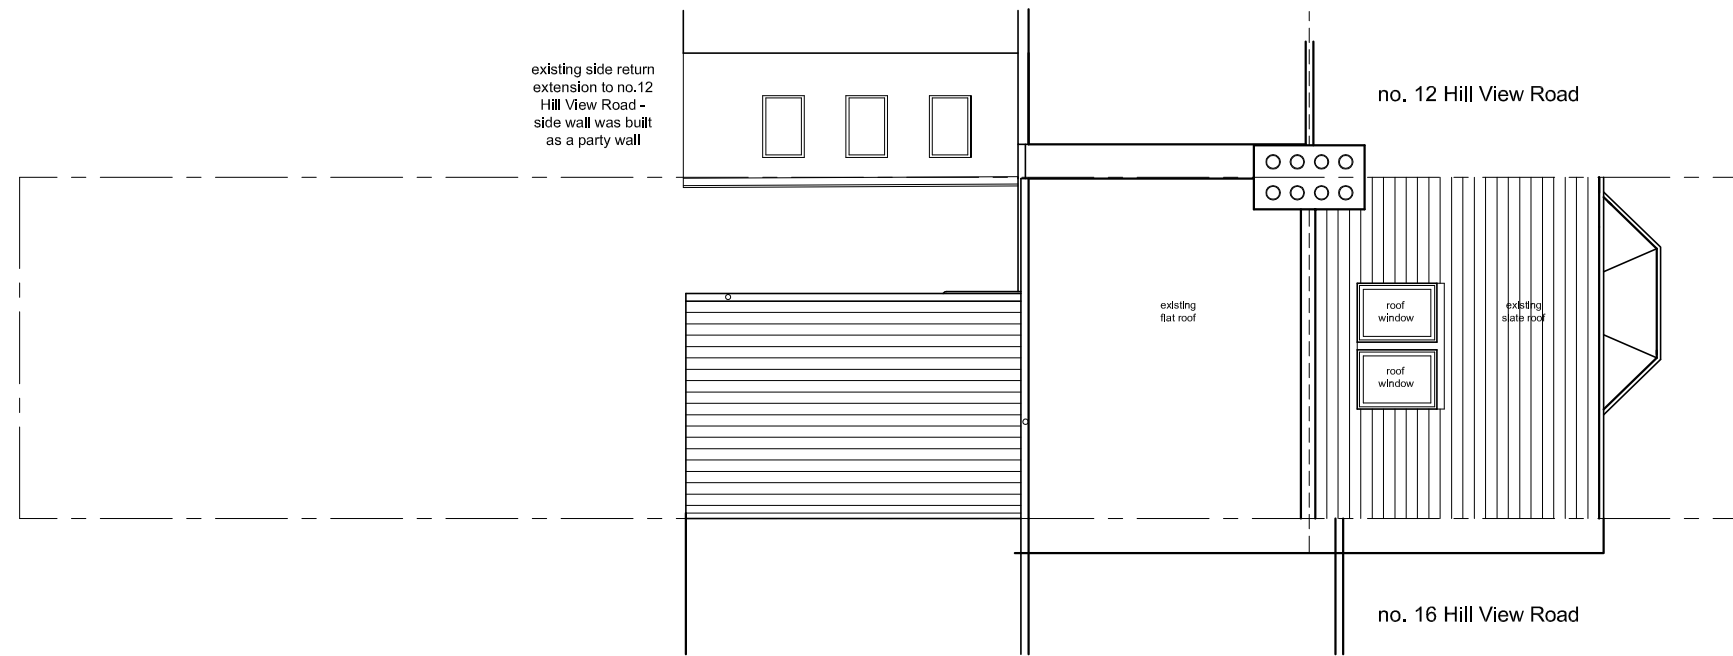 existing side return
extension to no.12
Hill View Road -
side wall was built
as a party wall
no. 12 Hill View Road
existing
flat roof
roof
window
existing
slate roof
roof
window
no. 16 Hill View Road